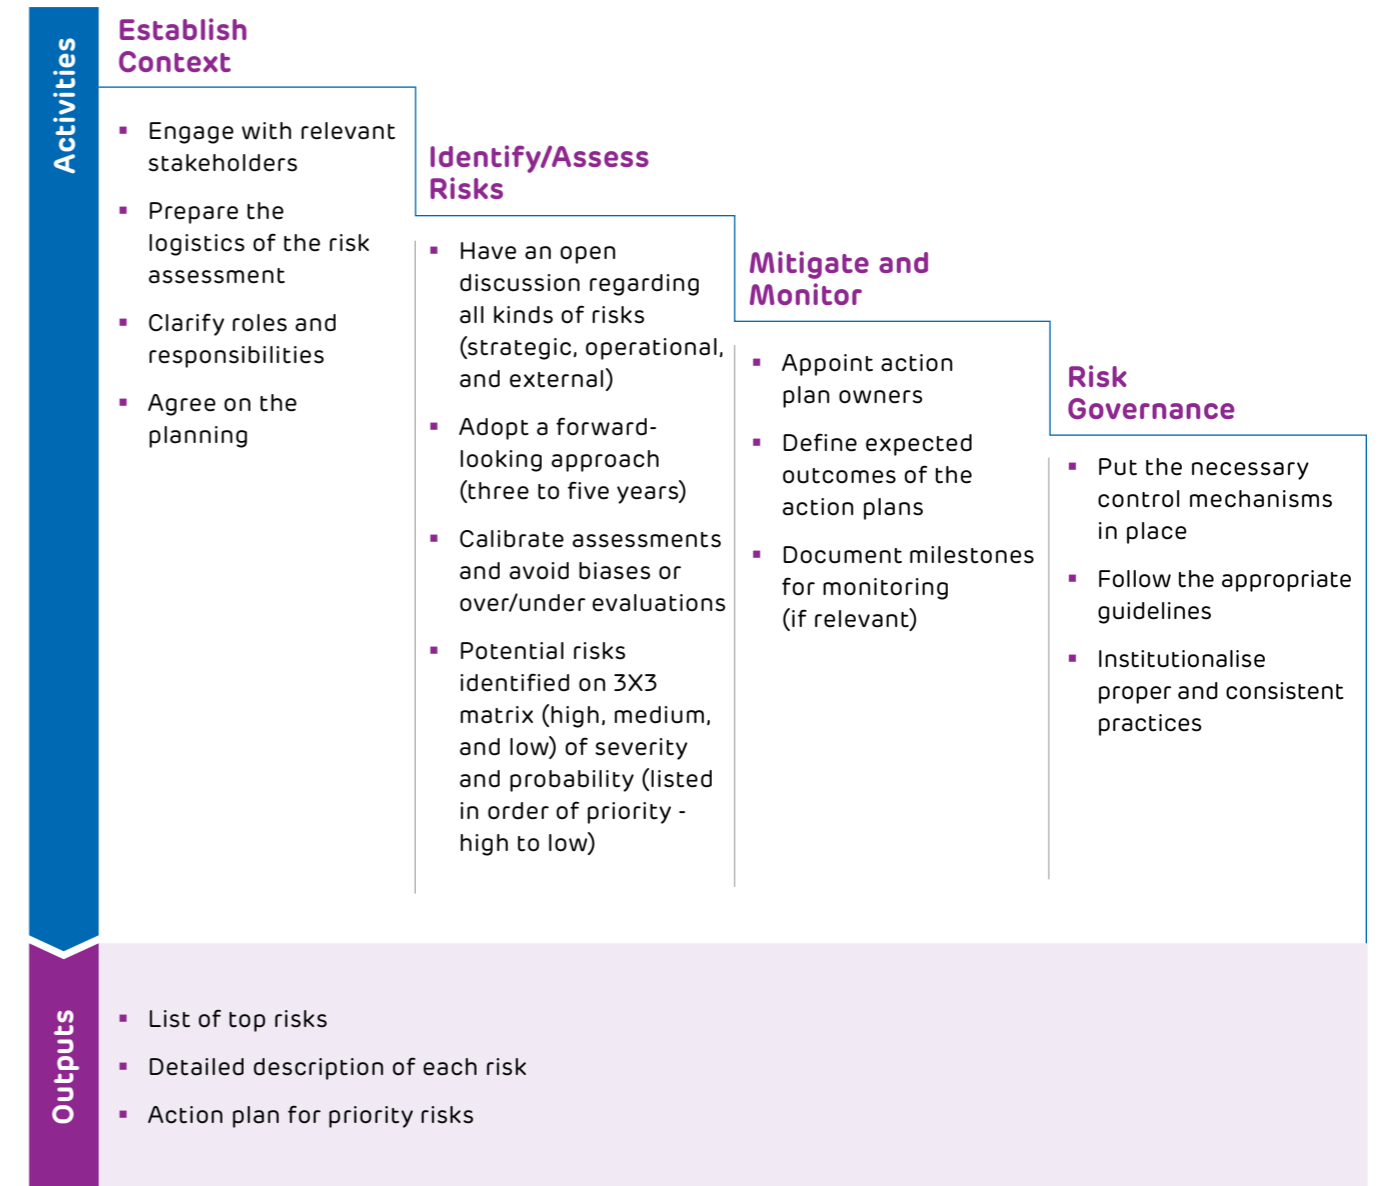 Activities
Establish
Context
▪ Engage with relevant
stakeholders
▪ Prepare the
logistics of the risk
assessment
▪ Clarify roles and
responsibilities
▪ Agree on the
planning
Identify/Assess
Risks
▪ Have an open
discussion regarding
all kinds of risks
(strategic, operational,
and external)
▪ Adopt a forward-
looking approach
(three to five years)
▪ Calibrate assessments
and avoid biases or
over/under evaluations
▪ Potential risks
identified on 3X3
matrix (high, medium,
and low) of severity
and probability (listed
in order of priority -
high to low)
Mitigate and
Monitor
▪ Appoint action
plan owners
▪ Define expected
outcomes of the
action plans
▪ Document milestones
for monitoring
(if relevant)
Risk
Governance
▪ Put the necessary
control mechanisms
in place
▪ Follow the appropriate
guidelines
▪ Institutionalise
proper and consistent
practices
Outputs
▪ List of top risks
▪ Detailed description of each risk
▪ Action plan for priority risks